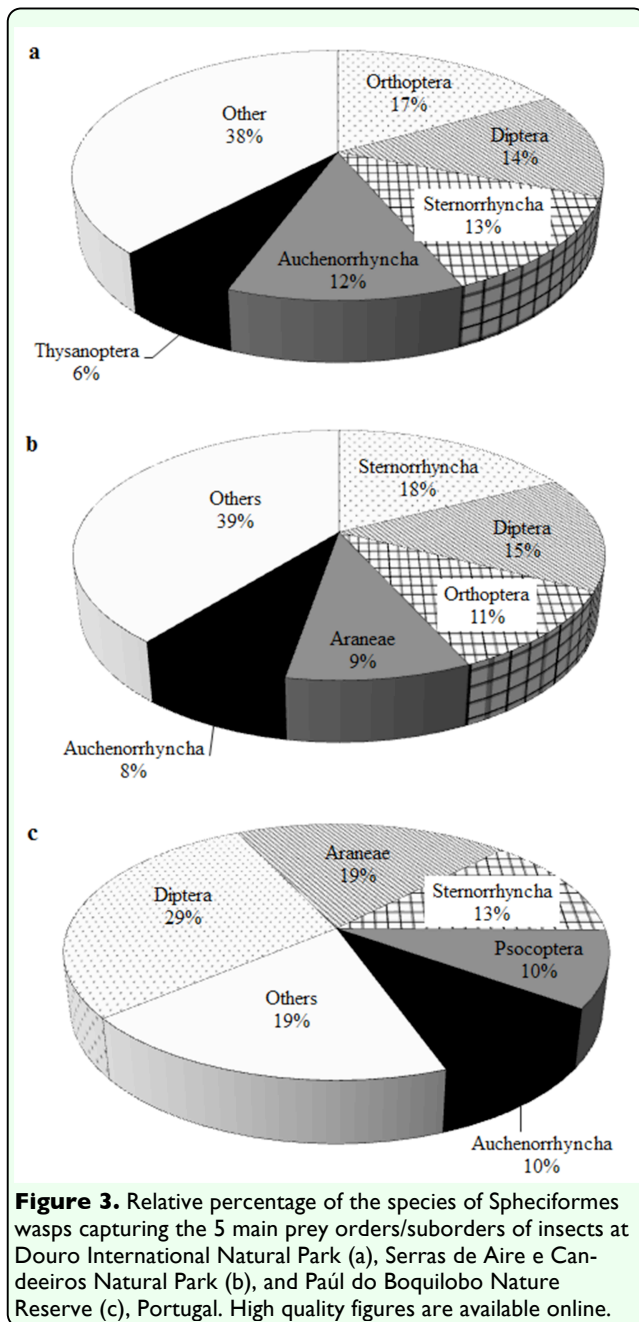 a
Other
38%
Orthoptera
17%
Diptera
14%
Sternorrhyncha
13%
Auchenorrhyncha
12%
Thysanoptera
6%
b
Others
39%
Sternorrhyncha
18%
Diptera
15%
Orthoptera
11%
Araneae
9%
Auchenorrhyncha
8%
c
Araneae
19%
Diptera
29%
Sternorrhyncha
13%
Psocoptera
10%
Others
19%
Auchenorrhyncha
10%
Figure 3. Relative percentage of the species of Spheciformes
wasps capturing the 5 main prey orders/suborders of insects at
Douro International Natural Park (a), Serras de Aire e Can-
deeiros Natural Park (b), and Paúl do Boquilobo Nature
Reserve (c), Portugal. High quality figures are available online.